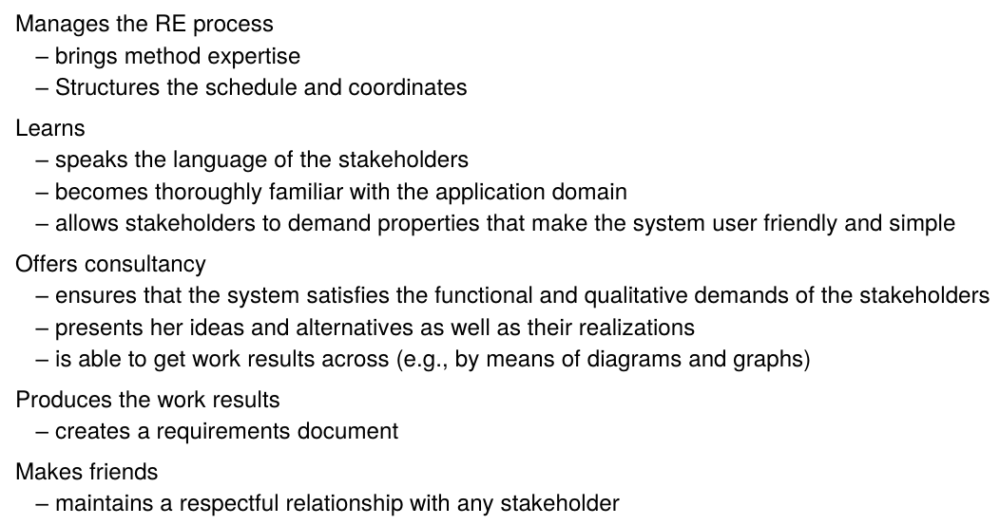 Manages the RE process
– brings method expertise
– Structures the schedule and coordinates
Learns
– speaks the language of the stakeholders
– becomes thoroughly familiar with the application domain
– allows stakeholders to demand properties that make the system user friendly and simple
Offers consultancy
– ensures that the system satisfies the functional and qualitative demands of the stakeholders
– presents her ideas and alternatives as well as their realizations
– is able to get work results across (e.g., by means of diagrams and graphs)
Produces the work results
– creates a requirements document
Makes friends
– maintains a respectful relationship with any stakeholder